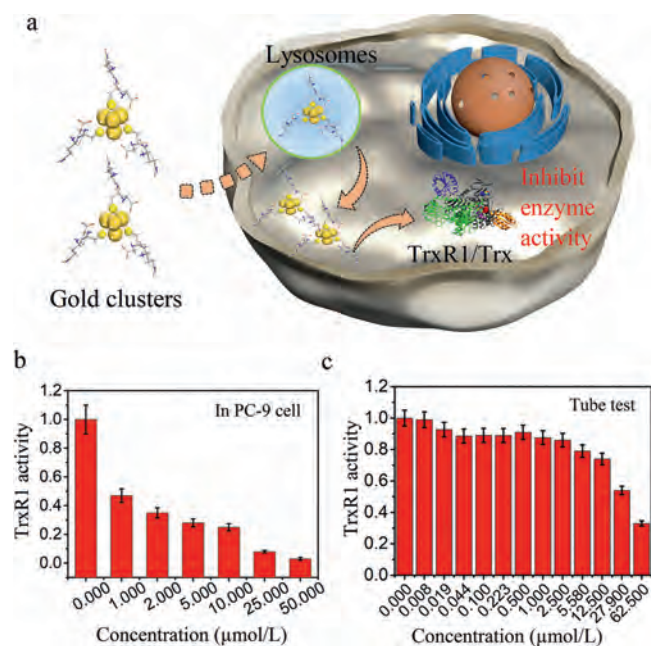 a
Lysosomes
Inhibit
enzyme
activity
TrxR1/Trx
Gold clusters
b
In PC-9 cell
TrxR1 activity
1.2
1.0
0.8
0.6
0.4
0.2
0.0
0.000
1.000
2.000
5.000
10.000
25.000
50.000
Concentration (μmol/L)
c
Tube test
TrxR1 activity
1.2
1.0
0.8
0.6
0.4
0.2
0.0
0.000
0.008
0.019
0.044
0.100
0.223
0.500
1.000
2.500
5.580
12.500
27.900
62.500
Concentration (μmol/L)